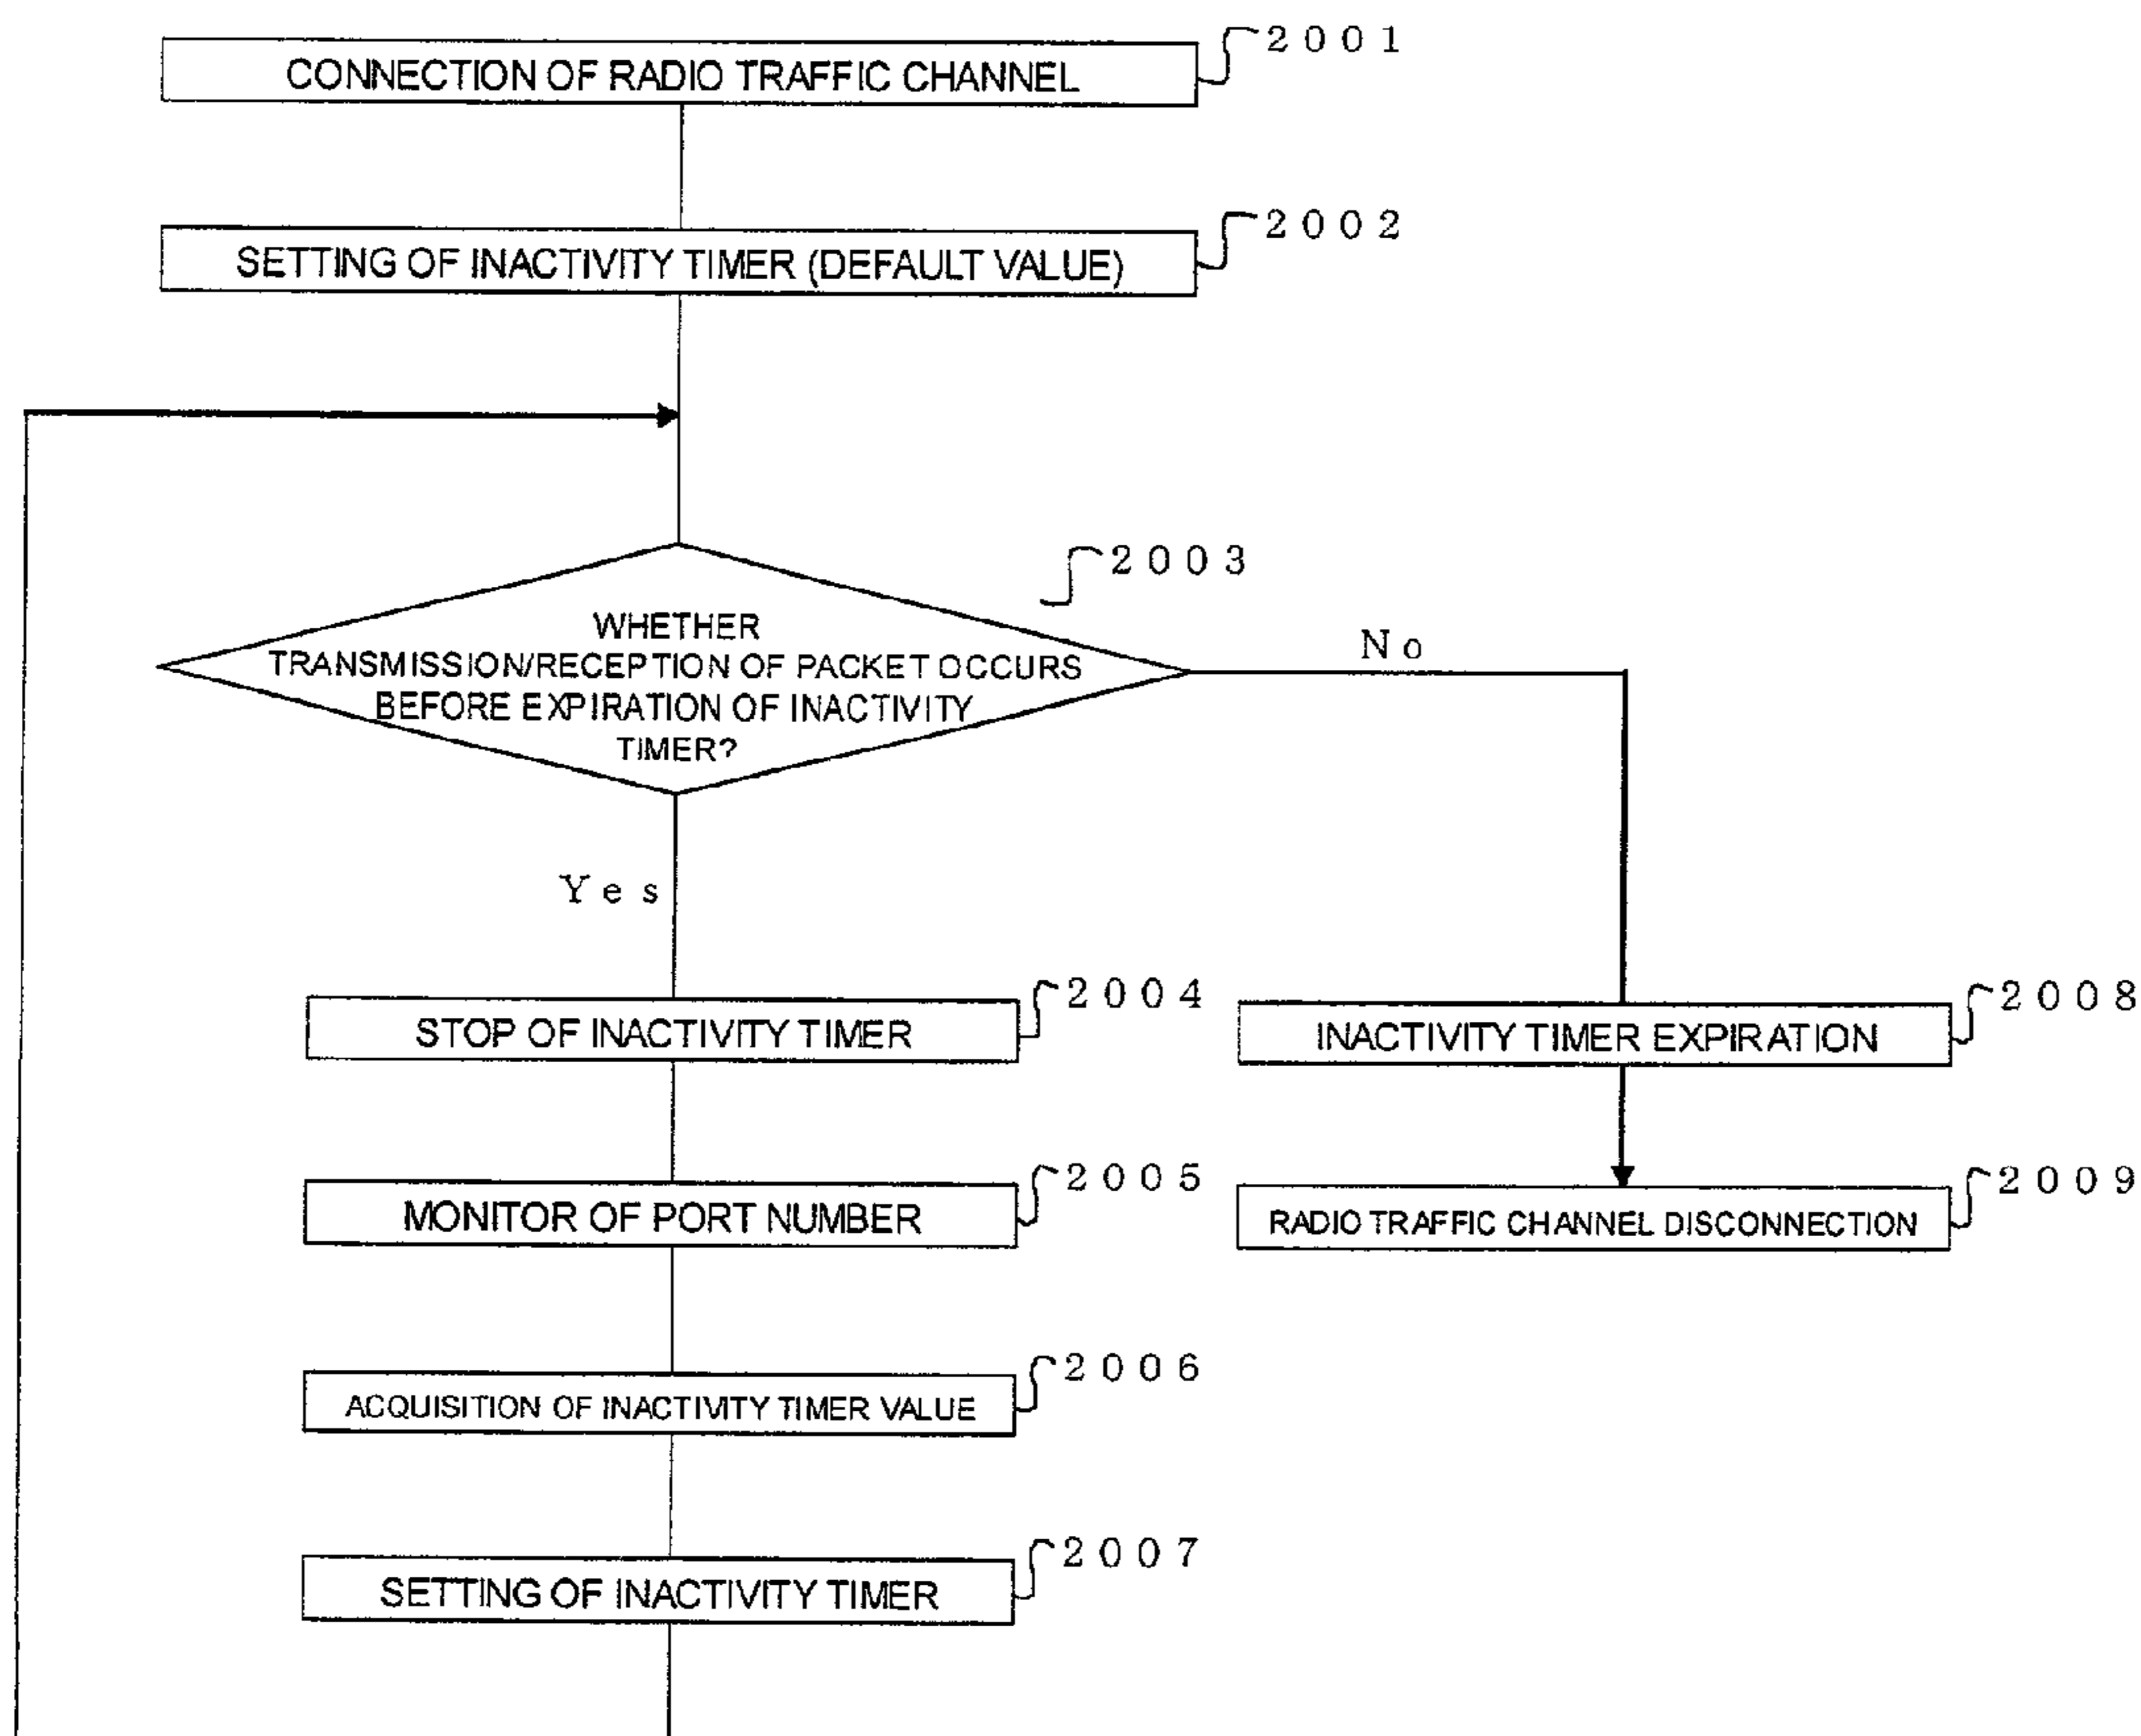 CONNECTION OF RADIO TRAFFIC CHANNEL
2001
SETTING OF INACTIVITY TIMER (DEFAULT VALUE)
2002
2003
WHETHER
TRANSMISSION/RECEPTION OF PACKET OCCURS
BEFORE EXPIRATION OF INACTIVITY
TIMER?
No
Yes
STOP OF INACTIVITY TIMER
2004
INACTIVITY TIMER EXPIRATION
2008
MONITOR OF PORT NUMBER
2005
RADIO TRAFFIC CHANNEL DISCONNECTION
2009
ACQUISITION OF INACTIVITY TIMER VALUE
2006
SETTING OF INACTIVITY TIMER
2007